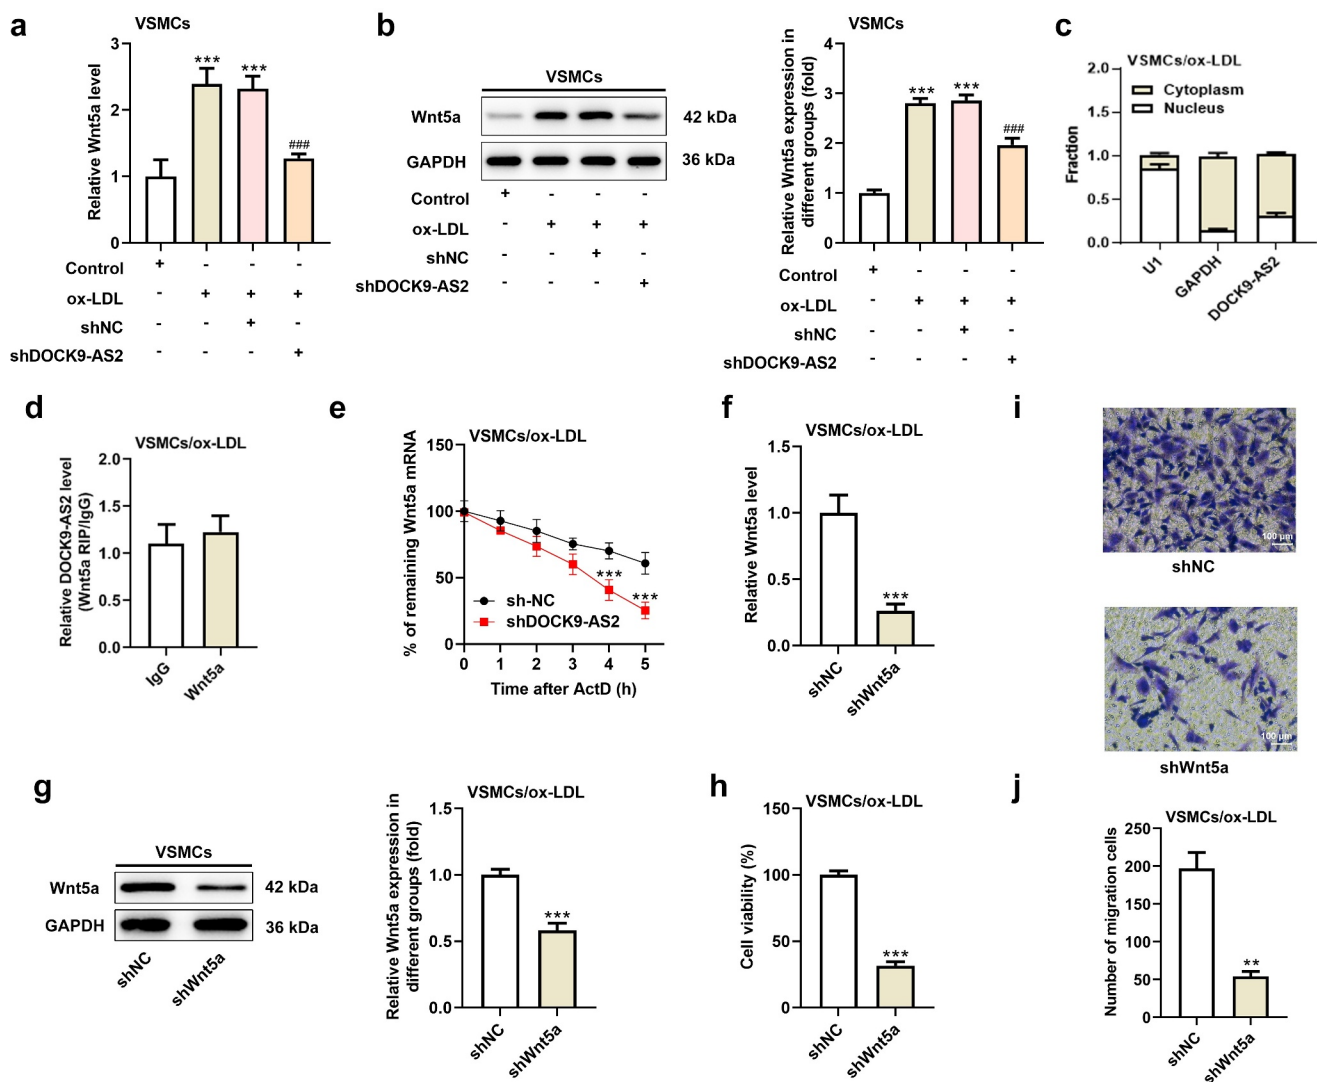 a
VSMCs
Relative Wnt5a level
3
2
1
0
***
***
###
Control + - - -
ox-LDL - + + +
shNC - - + -
shDOCK9-AS2 - - - +
b
VSMCs
Wnt5a 42 kDa
GAPDH 36 kDa
Control + - - -
ox-LDL - + + +
shNC - - + -
shDOCK9-AS2 - - - +
VSMCs
Relative Wnt5a expression in
different groups (fold)
4
3
2
1
0
***
***
###
Control + - - -
ox-LDL - + + +
shNC - - + -
shDOCK9-AS2 - - - +
c
VSMCs/ox-LDL
Fraction
2.0
1.5
1.0
0.5
0.0
Cytoplasm
Nucleus
U1
GAPDH
DOCK9-AS2
d
VSMCs/ox-LDL
Relative DOCK9-AS2 level
(Wnt5a RIP/IgG)
2.0
1.5
1.0
0.5
0.0
IgG
Wnt5a
e
VSMCs/ox-LDL
% of remaining Wnt5a mRNA
150
100
50
0
***
***
sh-NC
shDOCK9-AS2
0 1 2 3 4 5
Time after ActD (h)
f
VSMCs/ox-LDL
Relative Wnt5a level
1.5
1.0
0.5
0.0
***
shNC
shWnt5a
i
100 μm
shNC
100 μm
shWnt5a
g
VSMCs
Wnt5a 42 kDa
GAPDH 36 kDa
shNC
shWnt5a
VSMCs/ox-LDL
Relative Wnt5a expression in
different groups (fold)
1.5
1.0
0.5
0.0
***
shNC
shWnt5a
h
VSMCs/ox-LDL
Cell viability (%)
150
100
50
0
***
shNC
shWnt5a
j
VSMCs/ox-LDL
Number of migration cells
250
200
150
100
50
0
**
shNC
shWnt5a